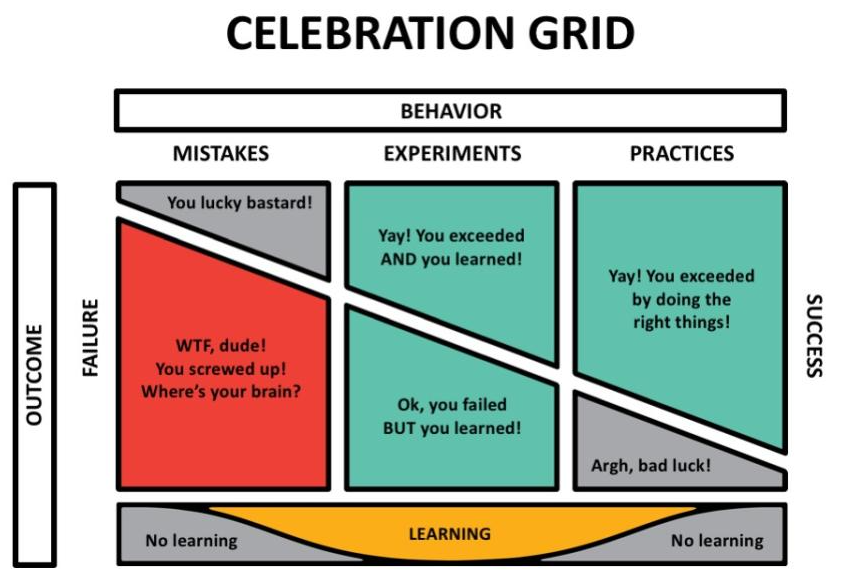 CELEBRATION GRID
BEHAVIOR
MISTAKES
EXPERIMENTS
PRACTICES
OUTCOME
FAILURE
You lucky bastard!
WTF, dude!
You screwed up!
Where's your brain?
Yay! You exceeded
AND you learned!
Ok, you failed
BUT you learned!
Yay! You exceeded
by doing the
right things!
Argh, bad luck!
SUCCESS
No learning
LEARNING
No learning